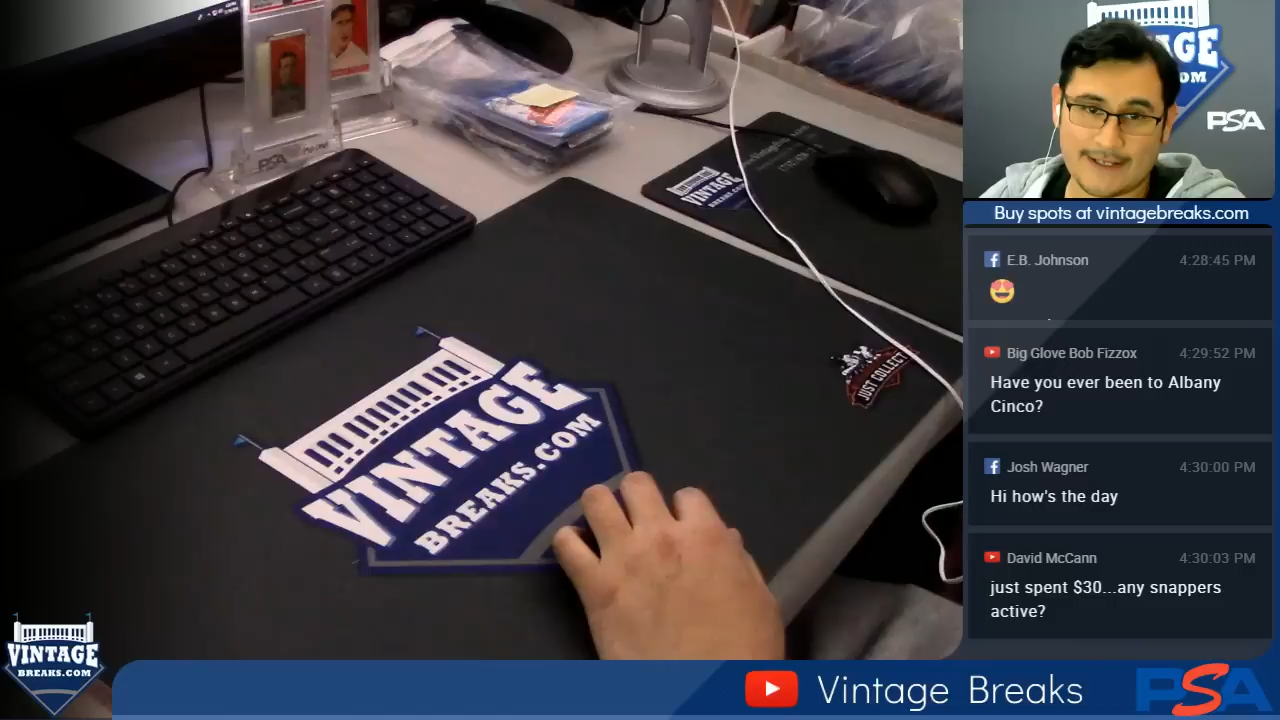 VINTAGE
BREAKS.COM
PSA
VINTAGE
BREAKS.COM
JUST COLLECT
PSA
Buy spots at vintagebreaks.com
E.B. Johnson 4:28:45 PM
Big Glove Bob Fizzox 4:29:52 PM
Have you ever been to Albany
Cinco?
Josh Wagner 4:30:00 PM
Hi how's the day
David McCann 4:30:03 PM
just spent $30...any snappers
active?
VINTAGE
BREAKS.COM
Vintage Breaks
PSA